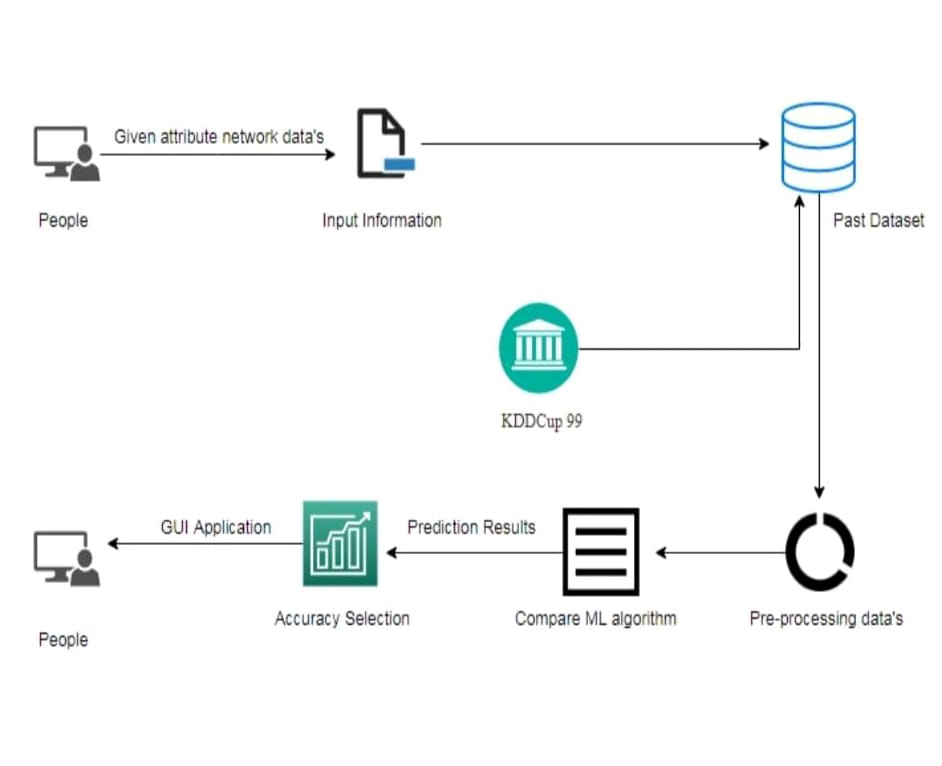 Given attribute network data's
People
Input Information
Past Dataset
KDDCup 99
GUI Application
Prediction Results
Accuracy Selection
Compare ML algorithm
Pre-processing data's
People